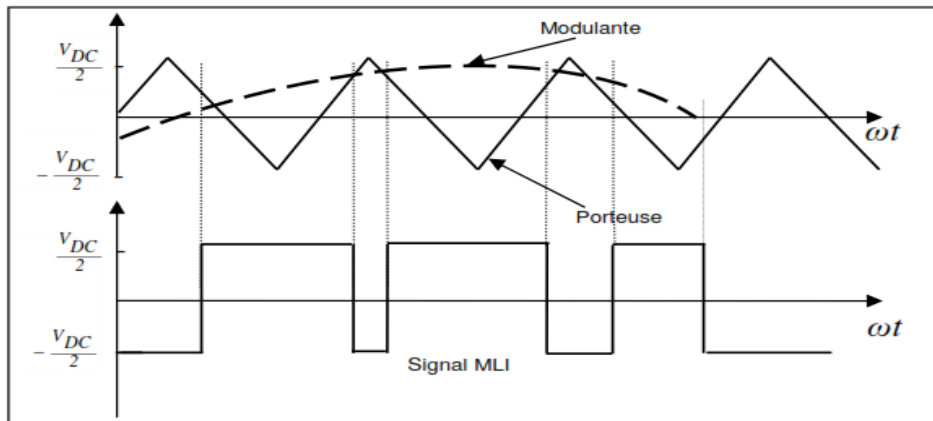 Modulante
V_DC/2
ωt
-V_DC/2
Porteuse
V_DC/2
ωt
-V_DC/2
Signal MLI